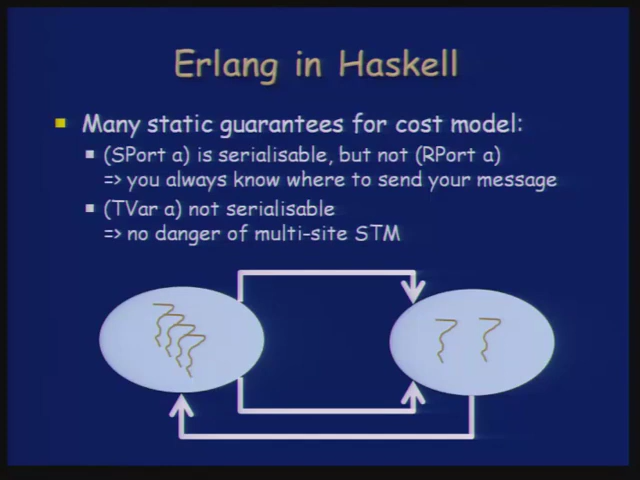 Erlang in Haskell
Many static guarantees for cost model:
(SPort a) is serialisable, but not (RPort a)
=> you always know where to send your message
(TVar a) not serialisable
=> no danger of multi-site STM